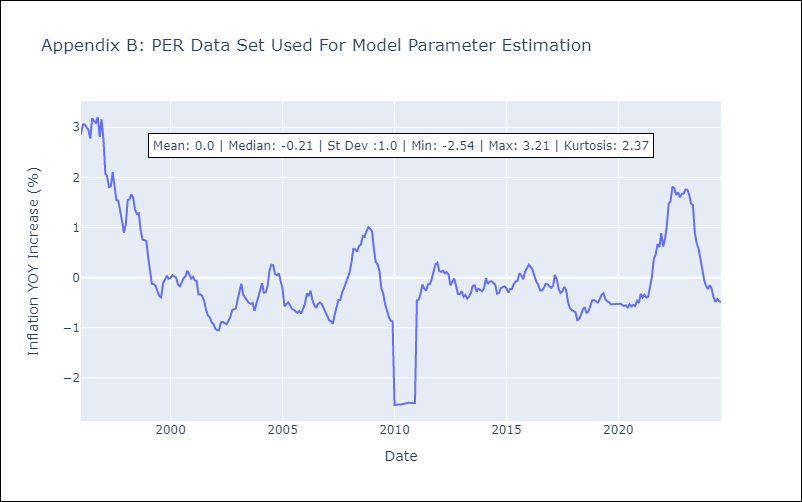 Appendix B: PER Data Set Used For Model Parameter Estimation
Mean: 0.0 | Median: -0.21 | St Dev :1.0 | Min: -2.54 | Max: 3.21 | Kurtosis: 2.37
Inflation YOY Increase (%)
3
2
1
0
−1
−2
2000
2005
2010
2015
2020
Date